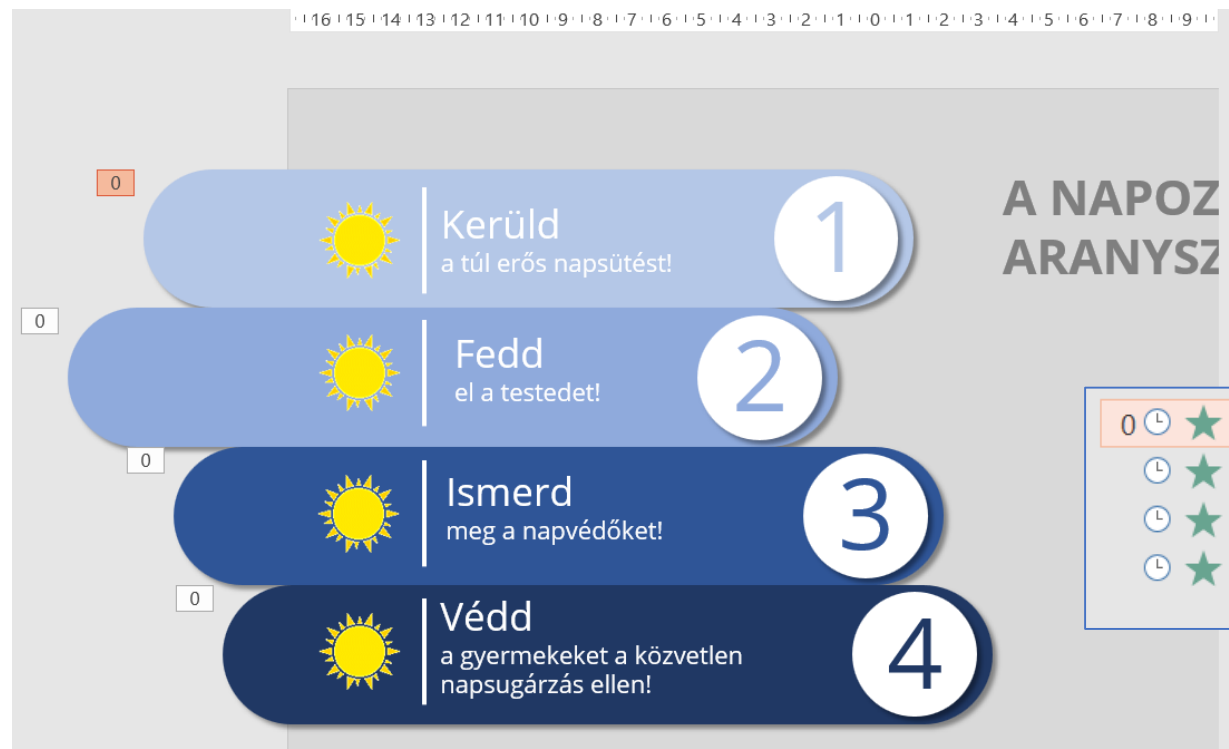 16 15 14 13 12 11 10 9 8 7 6 5 4 3 2 1 0 1 2 3 4 5 6 7 8 9
0
Kerüld
a túl erős napsütést!
1
A NAPOZ
ARANYSZ
0
Fedd
el a testedet!
2
0
0
Ismerd
meg a napvédőket!
3
0
Védd
a gyermekeket a közvetlen
napsugárzás ellen!
4